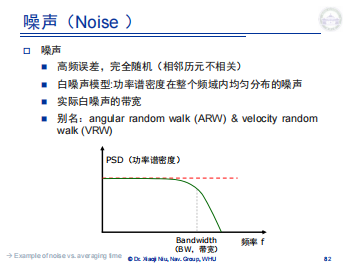 噪声（Noise ）
噪声
高频误差，完全随机（相邻历元不相关）
白噪声模型:功率谱密度在整个频域内均匀分布的噪声
实际白噪声的带宽
别名：angular random walk (ARW) & velocity random
walk (VRW)
PSD（功率谱密度）
Bandwidth
（BW，带宽）
频率 f
→ Example of noise vs. averaging time
© Dr. Xiaoji Niu, Nav. Group, WHU
82